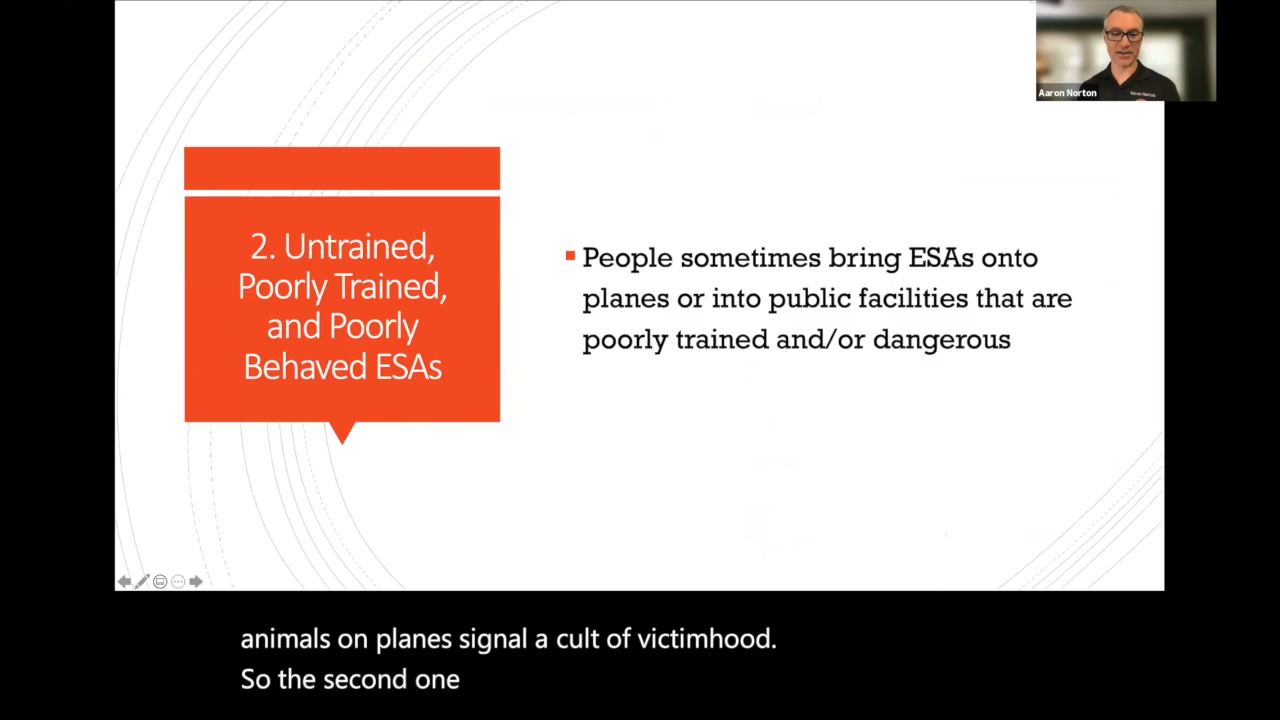 Aaron Norton
2. Untrained,
Poorly Trained,
and Poorly
Behaved ESAs
People sometimes bring ESAs onto
planes or into public facilities that are
poorly trained and/or dangerous
animals on planes signal a cult of victimhood.
So the second one